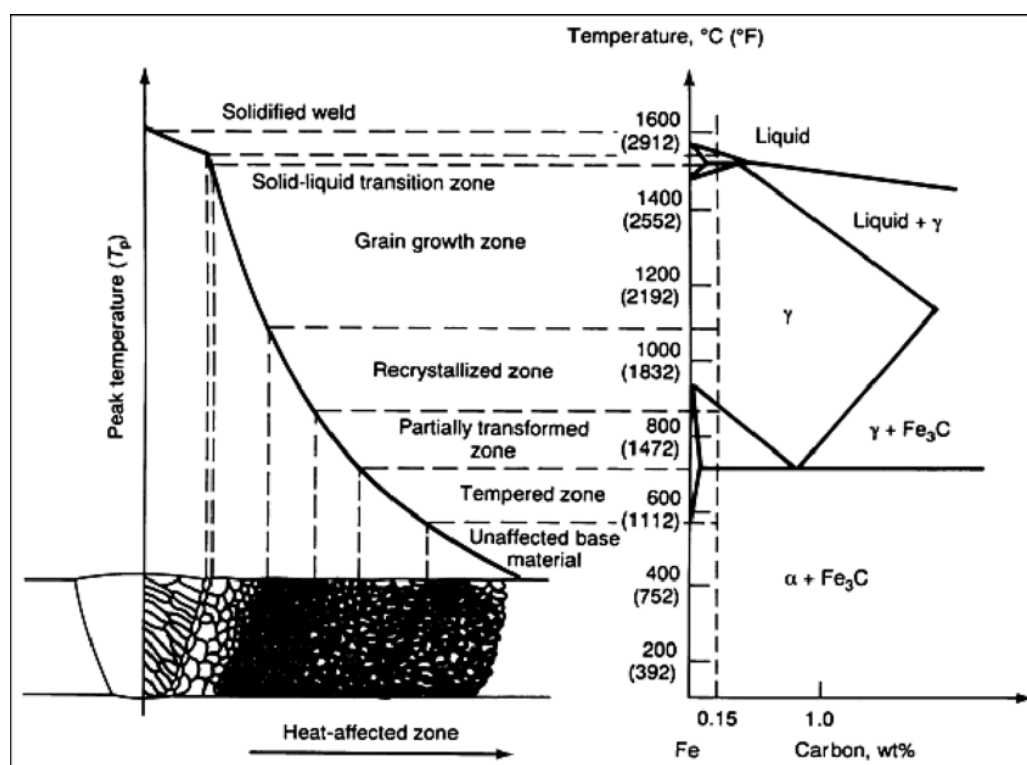 Temperature, °C (°F)
Solidified weld
1600
(2912)
Liquid
Solid-liquid transition zone
1400
(2552)
Liquid + γ
Grain growth zone
Peak temperature (Tp)
1200
(2192)
γ
1000
(1832)
Recrystallized zone
Partially transformed
zone
800
(1472)
γ + Fe₃C
Tempered zone
600
(1112)
Unaffected base
material
400
(752)
α + Fe₃C
200
(392)
0.15
1.0
Heat-affected zone
Fe
Carbon, wt%